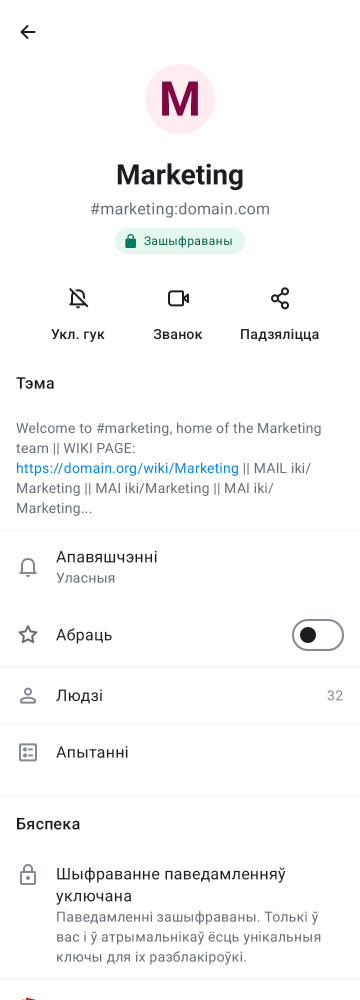 M
Marketing
#marketing:domain.com
Зашыфраваны
Укл. гук
Званок
Падзяліцца
Тэма
Welcome to #marketing, home of the Marketing
team || WIKI PAGE:
https://domain.org/wiki/Marketing || MAIL iki/
Marketing || MAI iki/Marketing || MAI iki/
Marketing...
Апавяшчэнні
Уласныя
Абраць
Людзі 32
Апытанні
Бяспека
Шыфраванне паведамленняў
уключана
Паведамленні зашыфраваны. Толькі ў
вас і ў атрымальнікаў ёсць унікальныя
ключы для іх разблакіроўкі.